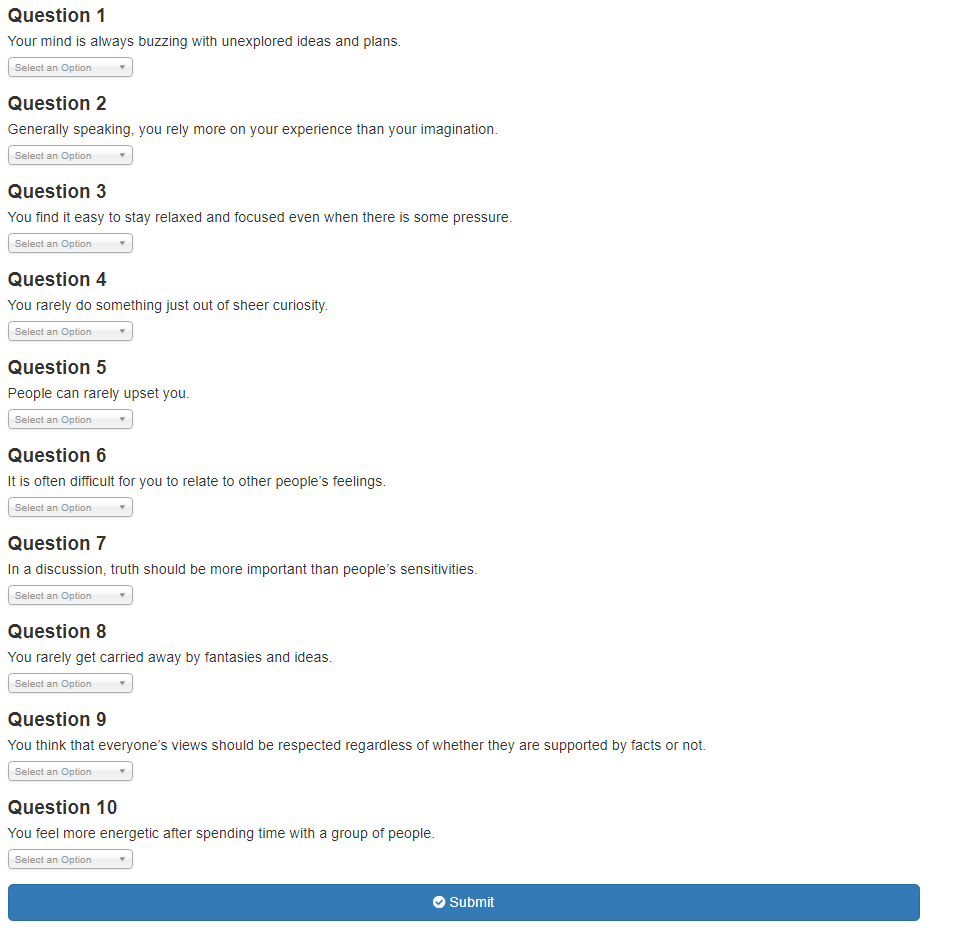 Question 1
Your mind is always buzzing with unexplored ideas and plans.
Select an Option
Question 2
Generally speaking, you rely more on your experience than your imagination.
Select an Option
Question 3
You find it easy to stay relaxed and focused even when there is some pressure.
Select an Option
Question 4
You rarely do something just out of sheer curiosity.
Select an Option
Question 5
People can rarely upset you.
Select an Option
Question 6
It is often difficult for you to relate to other people’s feelings.
Select an Option
Question 7
In a discussion, truth should be more important than people’s sensitivities.
Select an Option
Question 8
You rarely get carried away by fantasies and ideas.
Select an Option
Question 9
You think that everyone’s views should be respected regardless of whether they are supported by facts or not.
Select an Option
Question 10
You feel more energetic after spending time with a group of people.
Select an Option
Submit